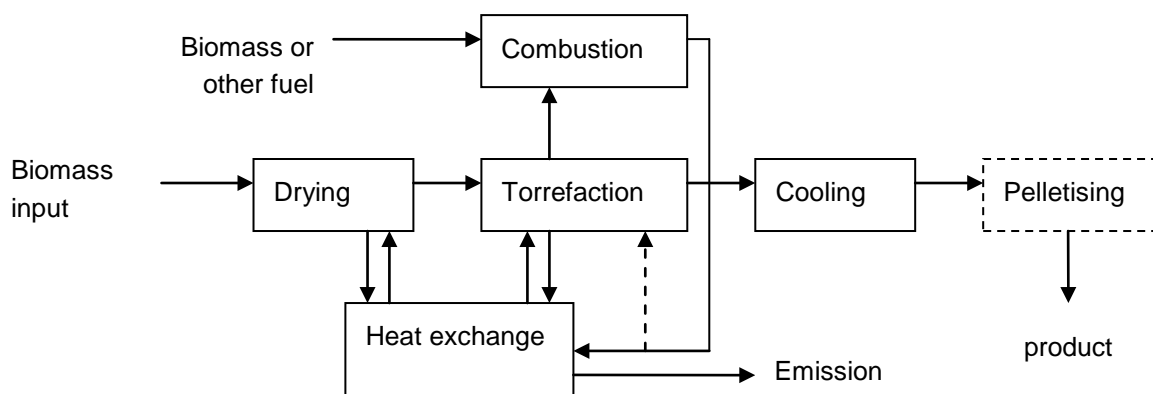 Biomass or
other fuel
Combustion
Biomass
input
Drying
Torrefaction
Cooling
Pelletising
Heat exchange
product
Emission